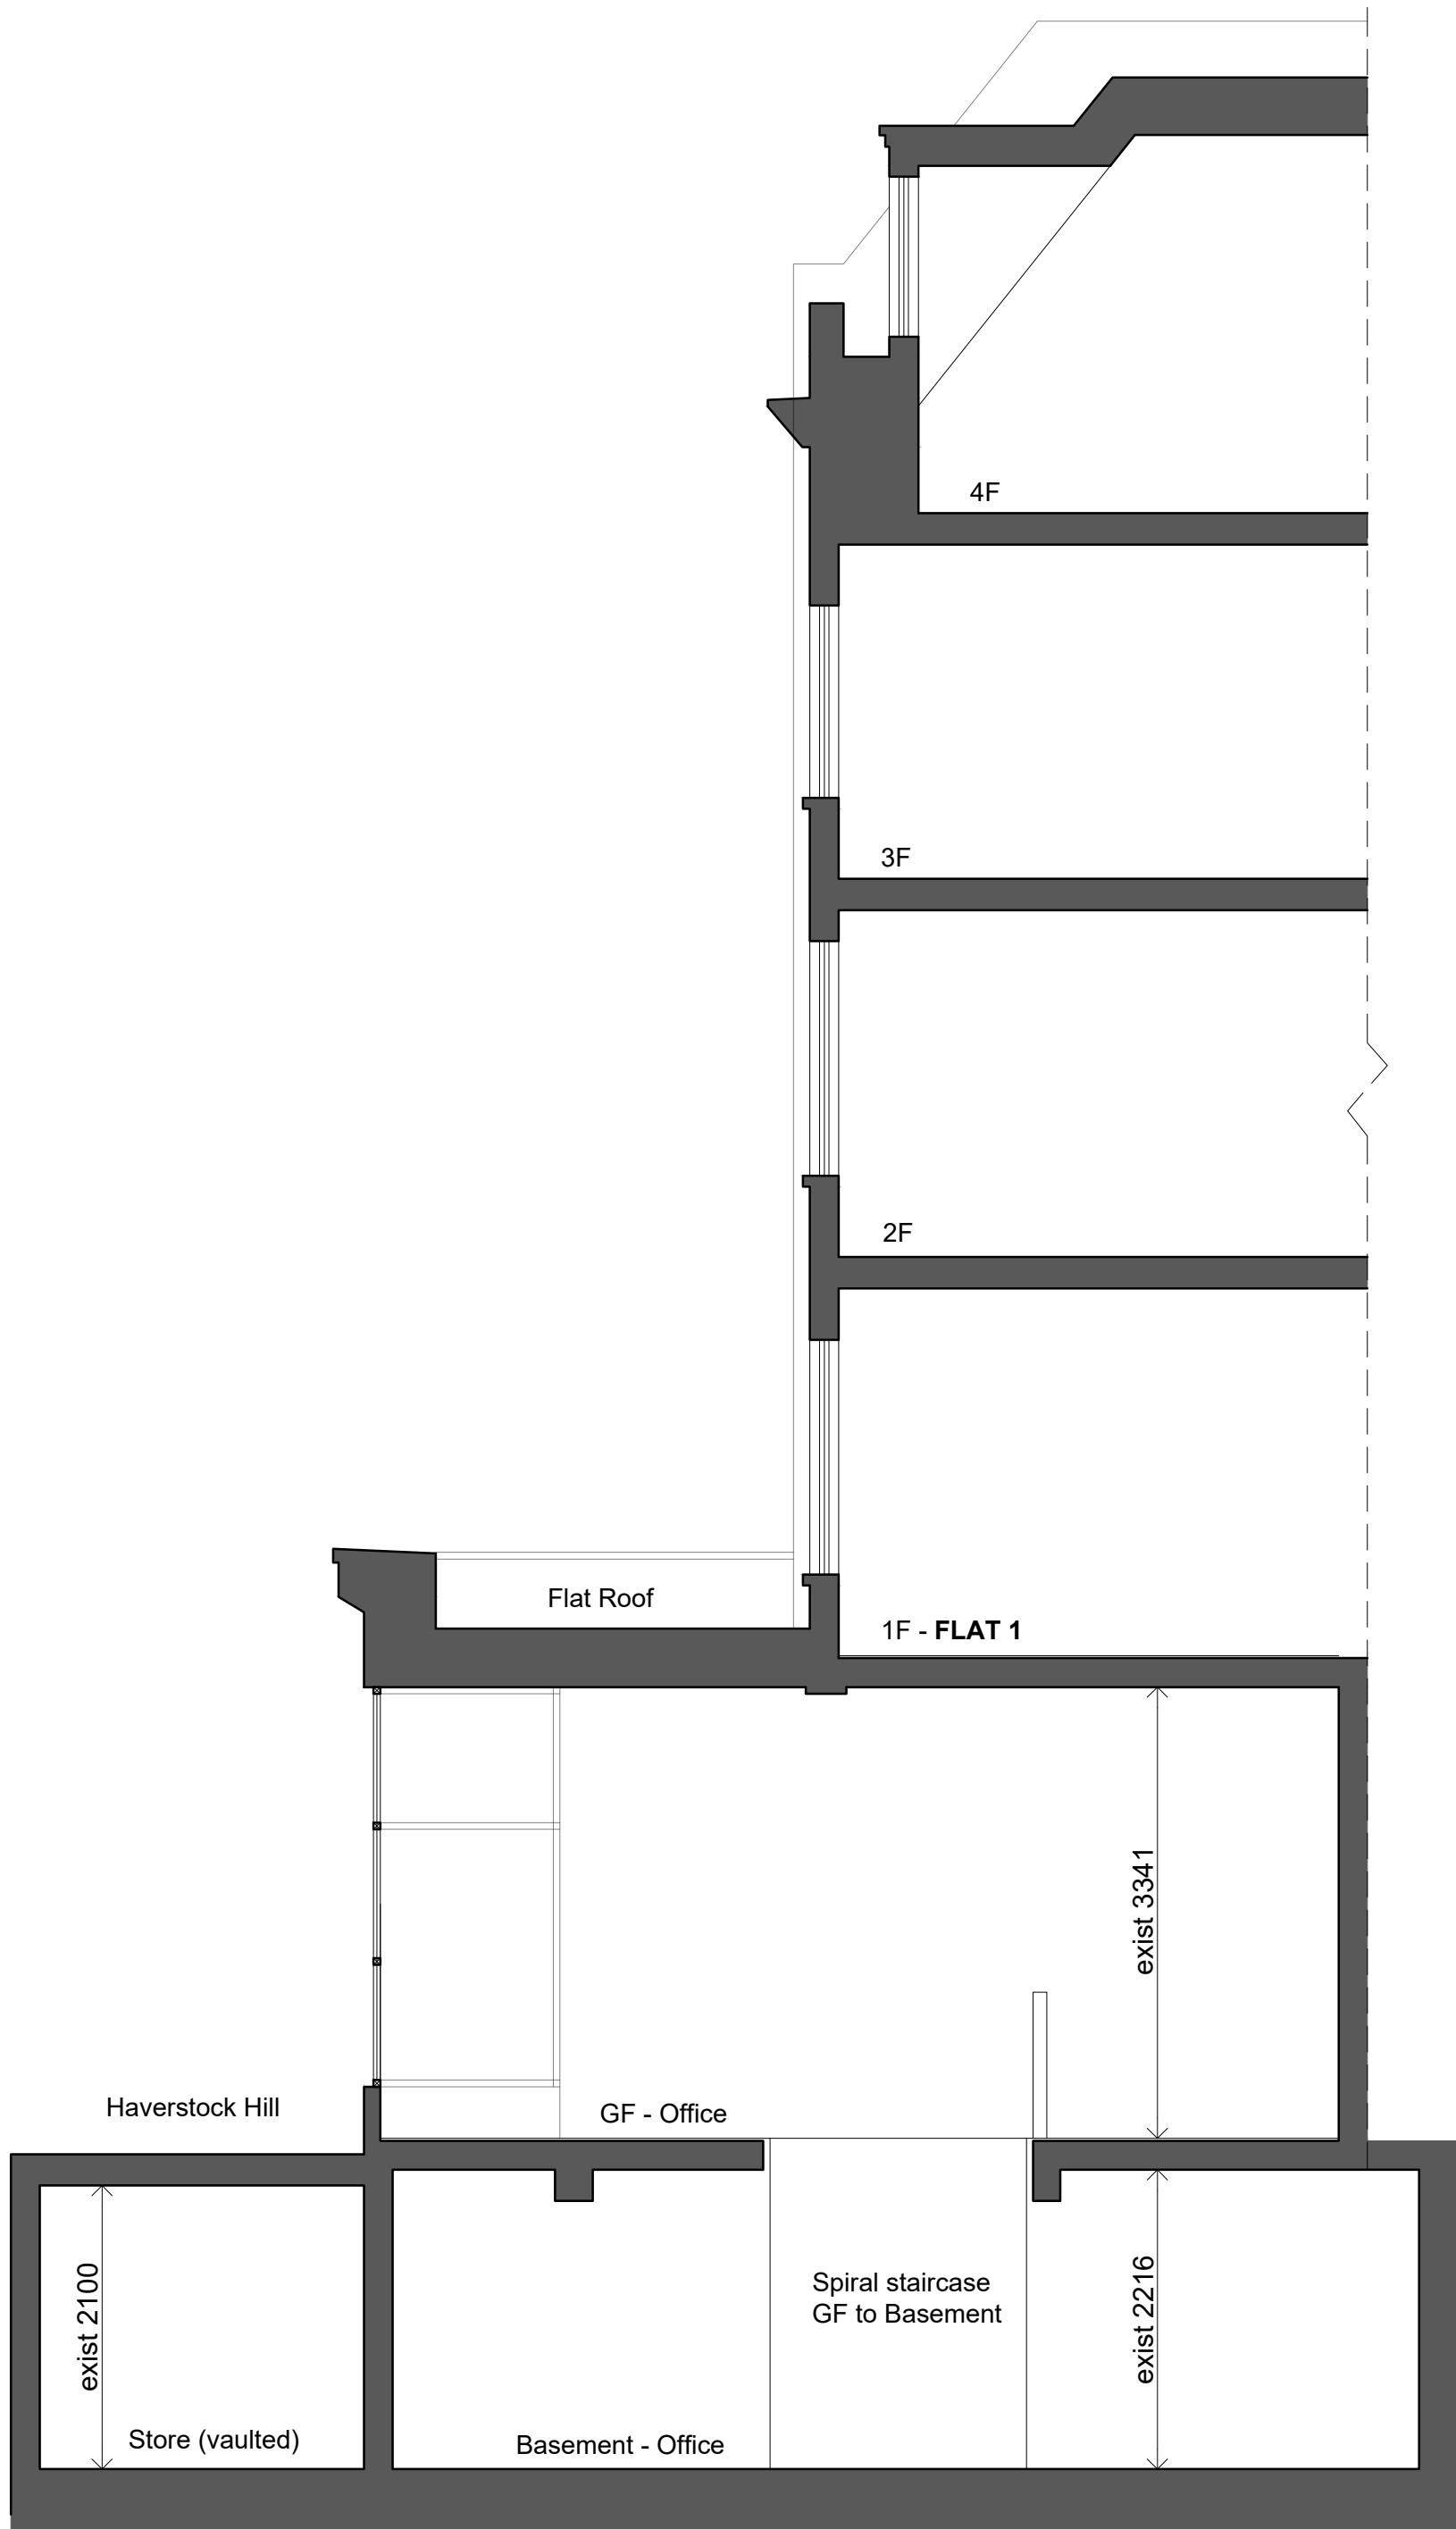 4F
3F
2F
Flat Roof
1F - FLAT 1
exist 3341
Haverstock Hill
GF - Office
exist 2100
Spiral staircase
GF to Basement
exist 2216
Store (vaulted)
Basement - Office